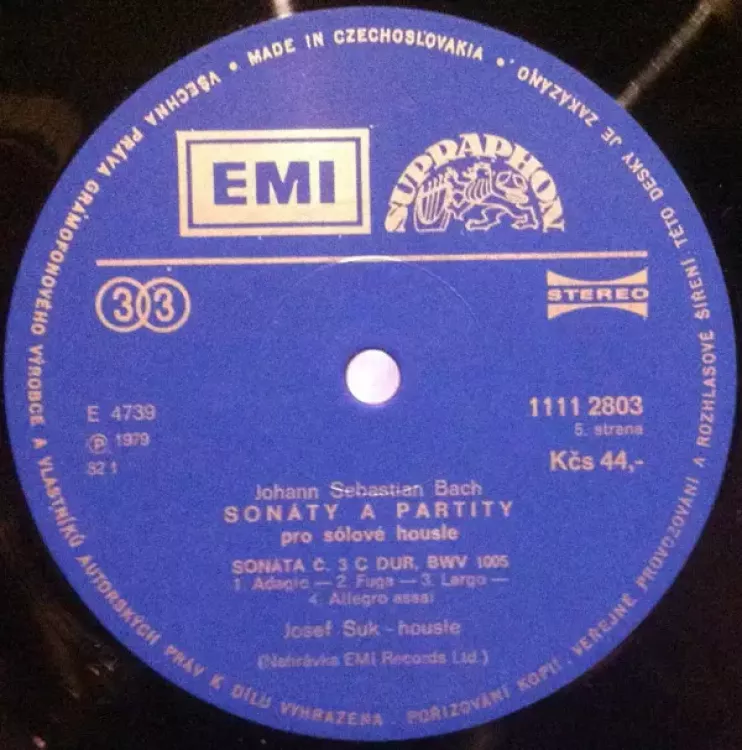 VŠECHNA PRÁVA GRAMOFONOVÉHO VÝROBCE A VLASTNÍKŮ AUTORSKÝCH PRÁV K DÍLU VYHRAZENA. POŘIZOVÁNÍ KOPIÍ, VEŘEJNÉ PROVOZOVÁNÍ A ROZHLASOVÉ ŠÍŘENÍ TÉTO DESKY JE ZAKÁZÁNO • MADE IN CZECHOSLOVAKIA •
EMI SUPRAPHON
33
STEREO
E 4739
Ⓟ 1979
82 1
1111 2803
5. strana
Kčs 44,-
Johann Sebastian Bach
SONÁTY A PARTITY
pro sólové housle
SONATA Č. 3 C DUR, BWV 1005
1. Adagio — 2. Fuga — 3. Largo —
4. Allegro assai
Josef Suk - housle
(Nahrávka EMI Records Ltd.)